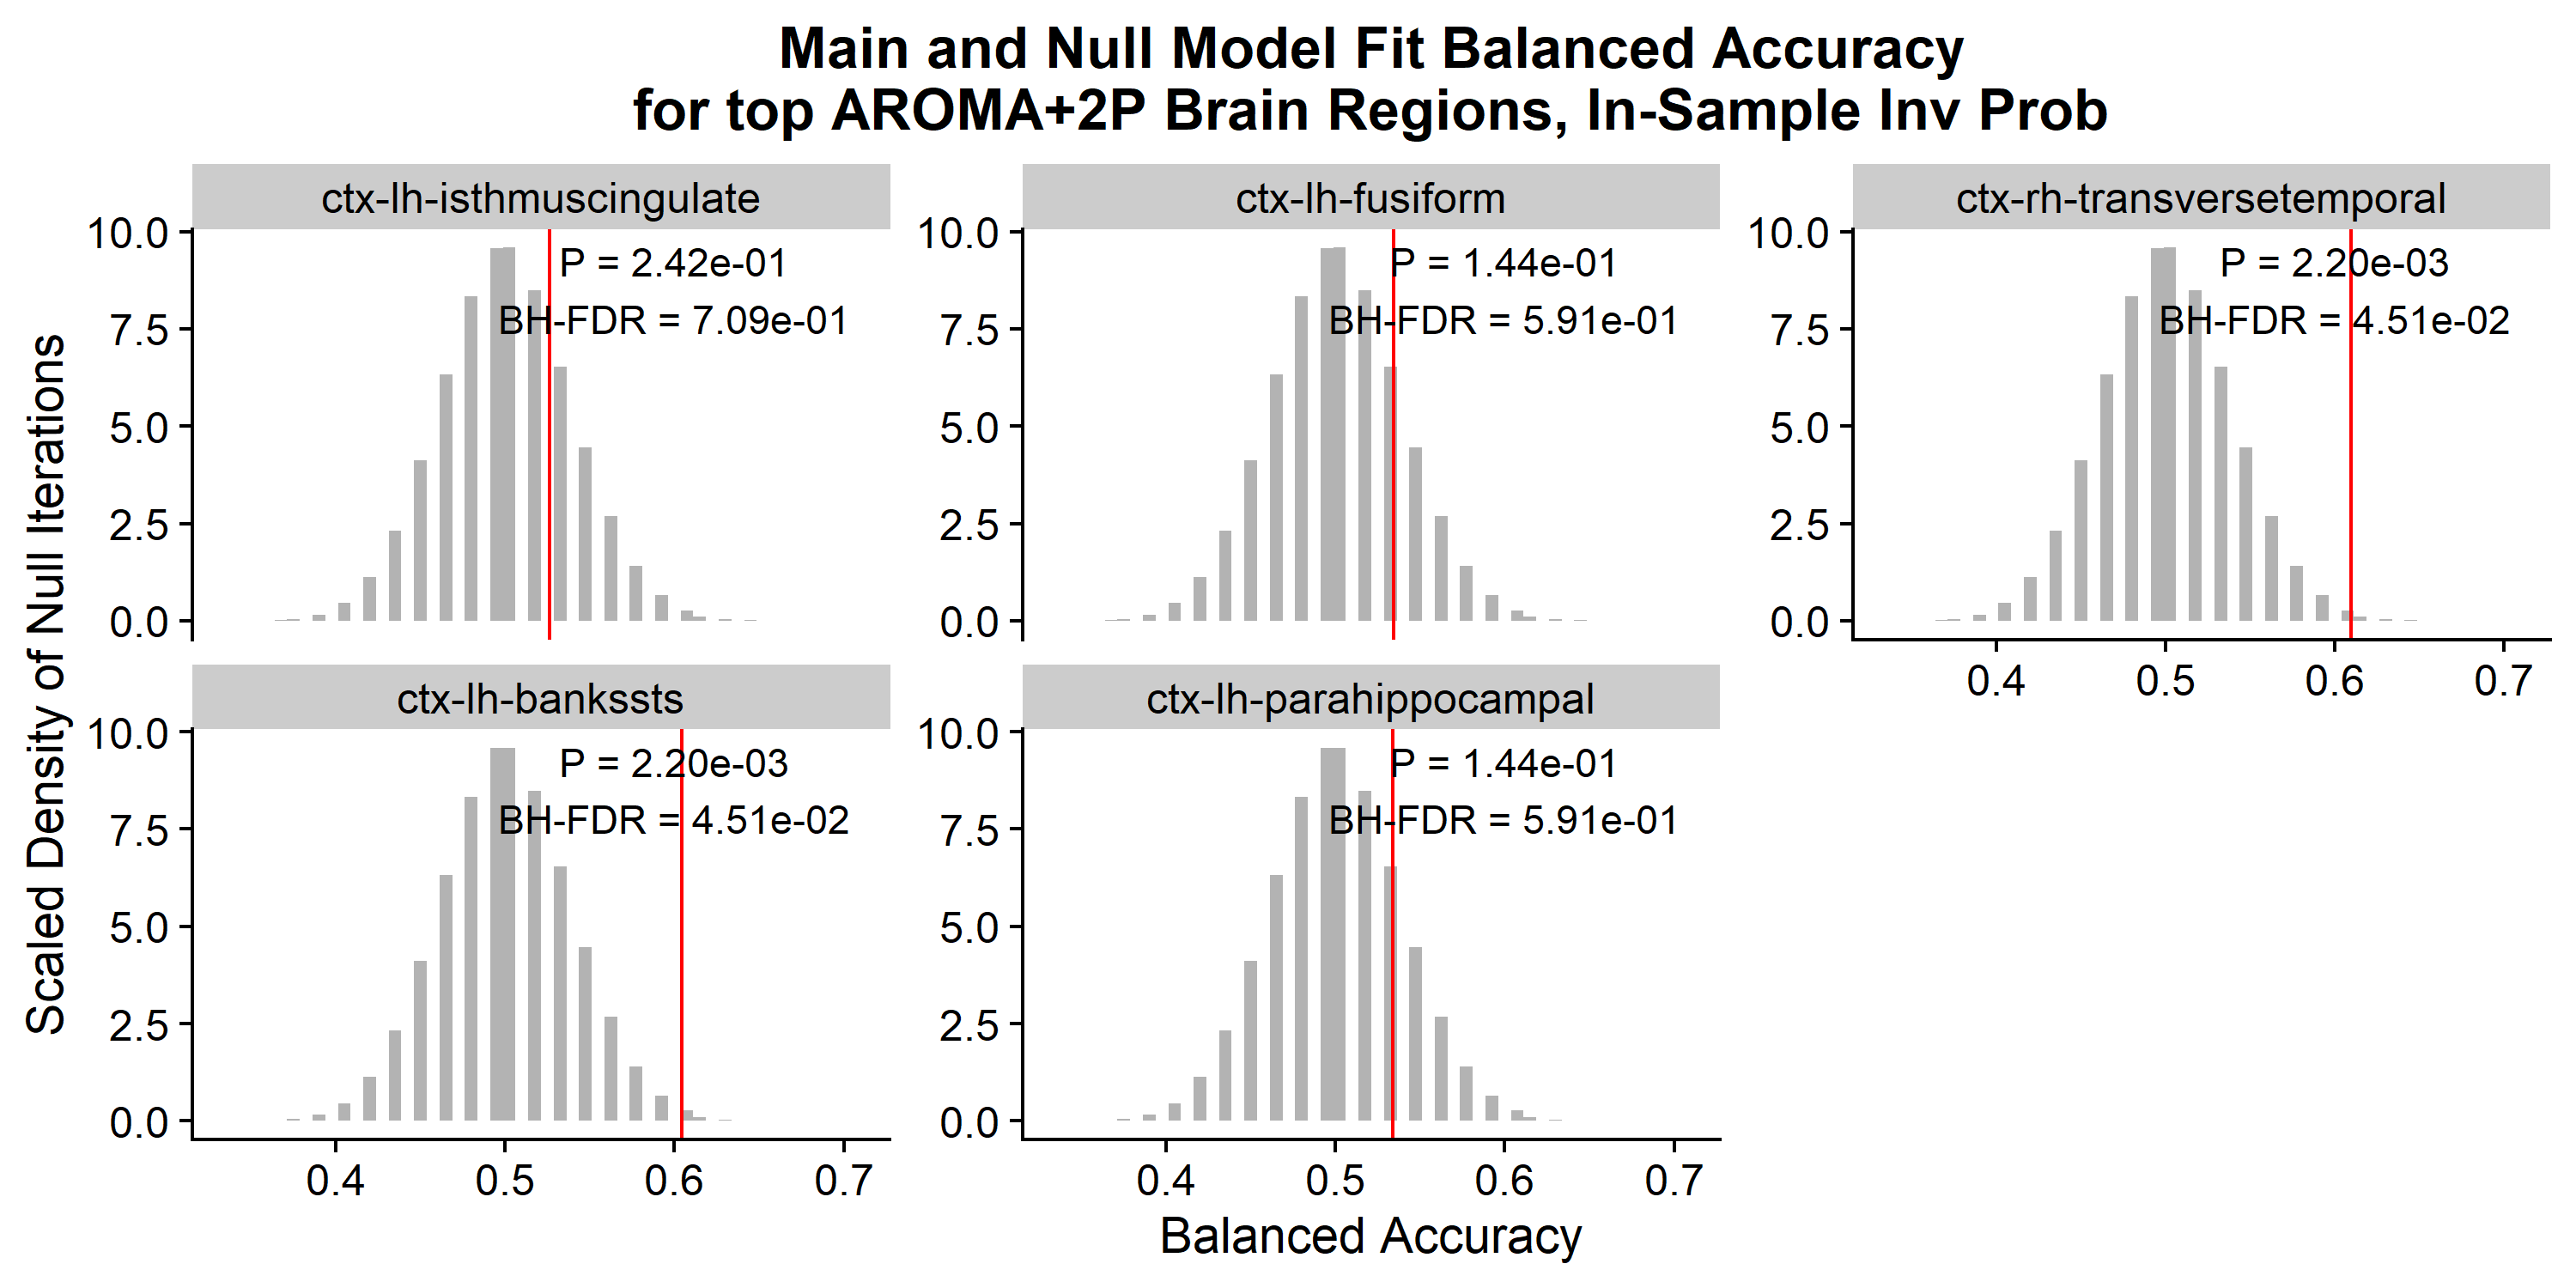 Main and Null Model Fit Balanced Accuracy
for top AROMA+2P Brain Regions, In-Sample Inv Prob
Scaled Density of Null Iterations
ctx-lh-isthmuscingulate
10.0
7.5
5.0
2.5
0.0
P = 2.42e-01
BH-FDR = 7.09e-01
ctx-lh-fusiform
10.0
7.5
5.0
2.5
0.0
P = 1.44e-01
BH-FDR = 5.91e-01
ctx-rh-transversetemporal
10.0
7.5
5.0
2.5
0.0
P = 2.20e-03
BH-FDR = 4.51e-02
0.4 0.5 0.6 0.7
ctx-lh-bankssts
10.0
7.5
5.0
2.5
0.0
P = 2.20e-03
BH-FDR = 4.51e-02
0.4 0.5 0.6 0.7
ctx-lh-parahippocampal
10.0
7.5
5.0
2.5
0.0
P = 1.44e-01
BH-FDR = 5.91e-01
0.4 0.5 0.6 0.7
Balanced Accuracy